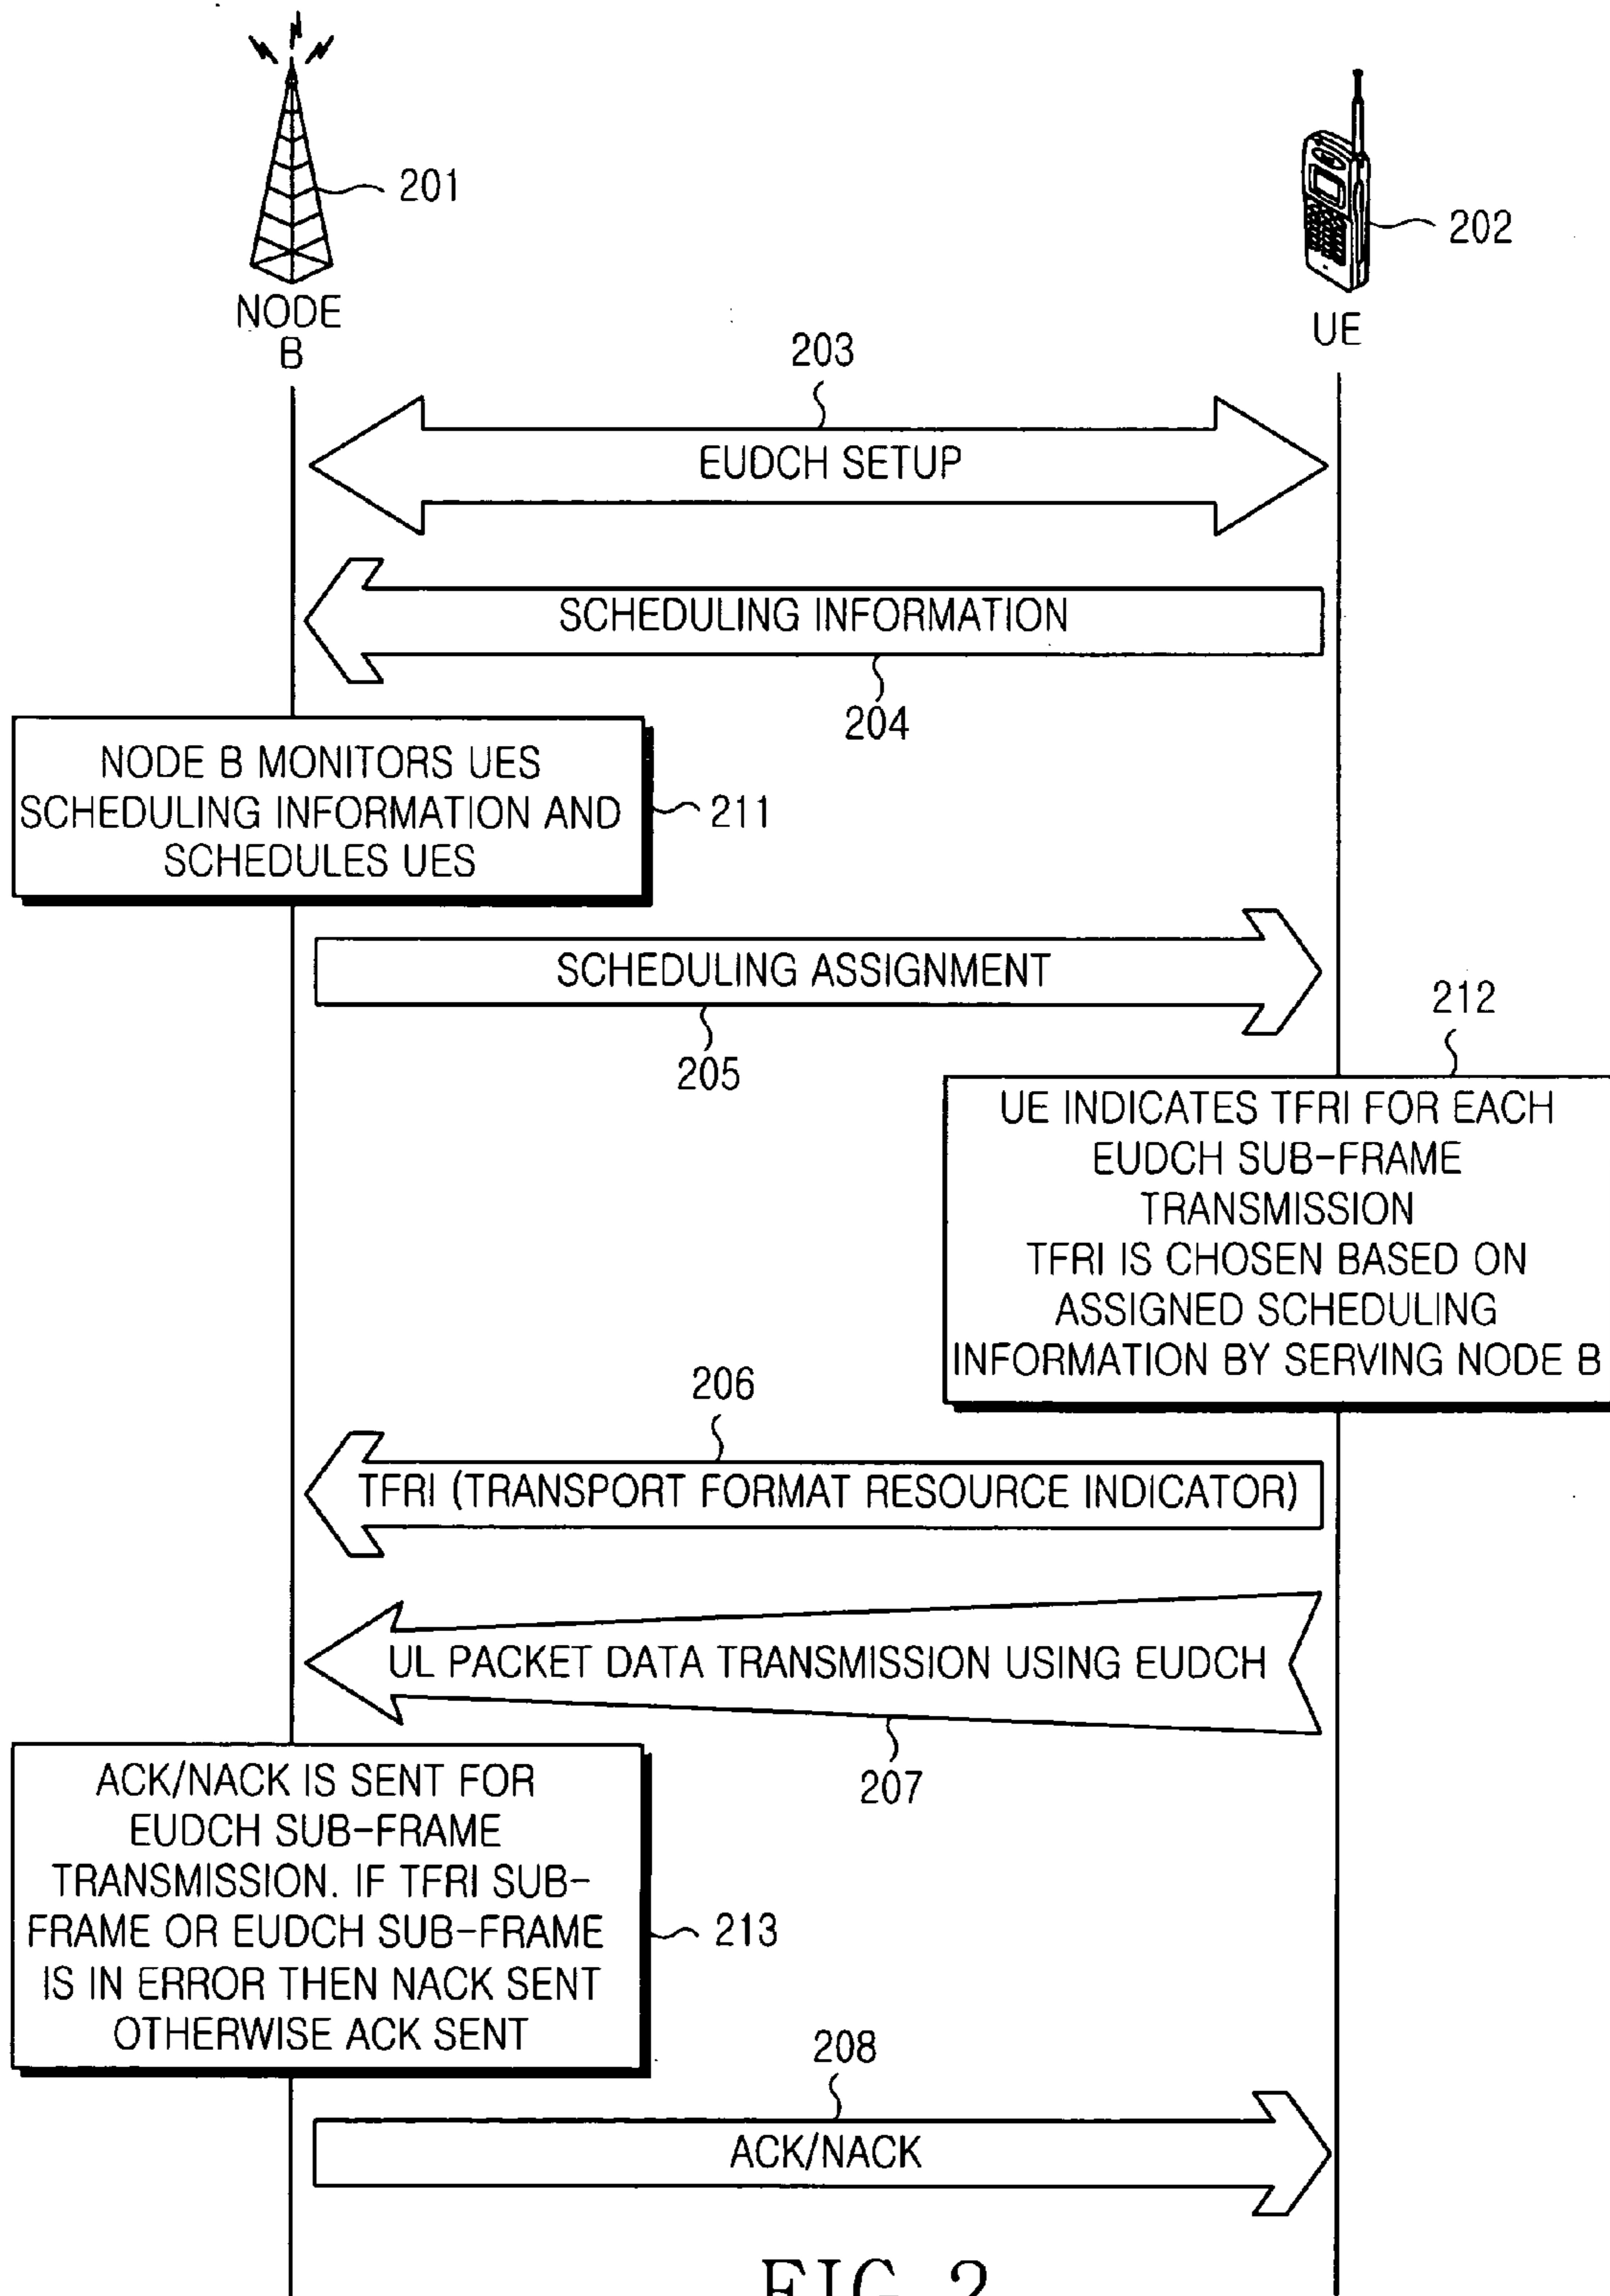 201
202
NODE
B
UE
203
EUDCH SETUP
SCHEDULING INFORMATION
204
NODE B MONITORS UES
SCHEDULING INFORMATION AND
SCHEDULES UES
211
SCHEDULING ASSIGNMENT
205
212
UE INDICATES TFRI FOR EACH
EUDCH SUB-FRAME
TRANSMISSION
TFRI IS CHOSEN BASED ON
ASSIGNED SCHEDULING
INFORMATION BY SERVING NODE B
206
TFRI (TRANSPORT FORMAT RESOURCE INDICATOR)
UL PACKET DATA TRANSMISSION USING EUDCH
207
ACK/NACK IS SENT FOR
EUDCH SUB-FRAME
TRANSMISSION. IF TFRI SUB-
FRAME OR EUDCH SUB-FRAME
IS IN ERROR THEN NACK SENT
OTHERWISE ACK SENT
213
208
ACK/NACK
FIG. 2